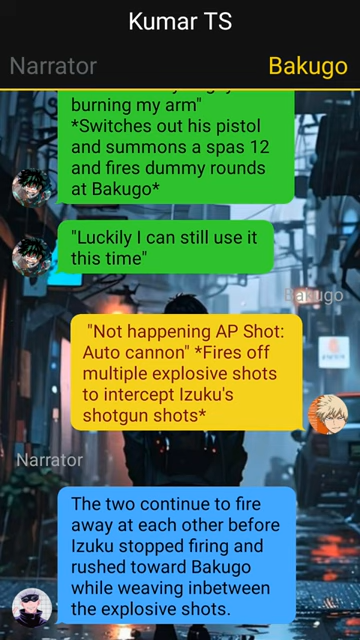 Kumar TS
Narrator
Bakugo
burning my arm"
*Switches out his pistol
and summons a spas 12
and fires dummy rounds
at Bakugo*
"Luckily I can still use it
this time"
Bakugo
"Not happening AP Shot:
Auto cannon" *Fires off
multiple explosive shots
to intercept Izuku's
shotgun shots*
Narrator
The two continue to fire
away at each other before
Izuku stopped firing and
rushed toward Bakugo
while weaving inbetween
the explosive shots.